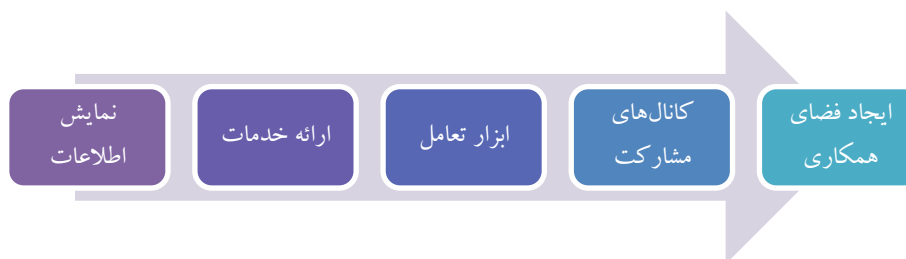 نمایش
اطلاعات
ارائه خدمات
ابزار تعامل
کانال‌های
مشارکت
ایجاد فضای
همکاری